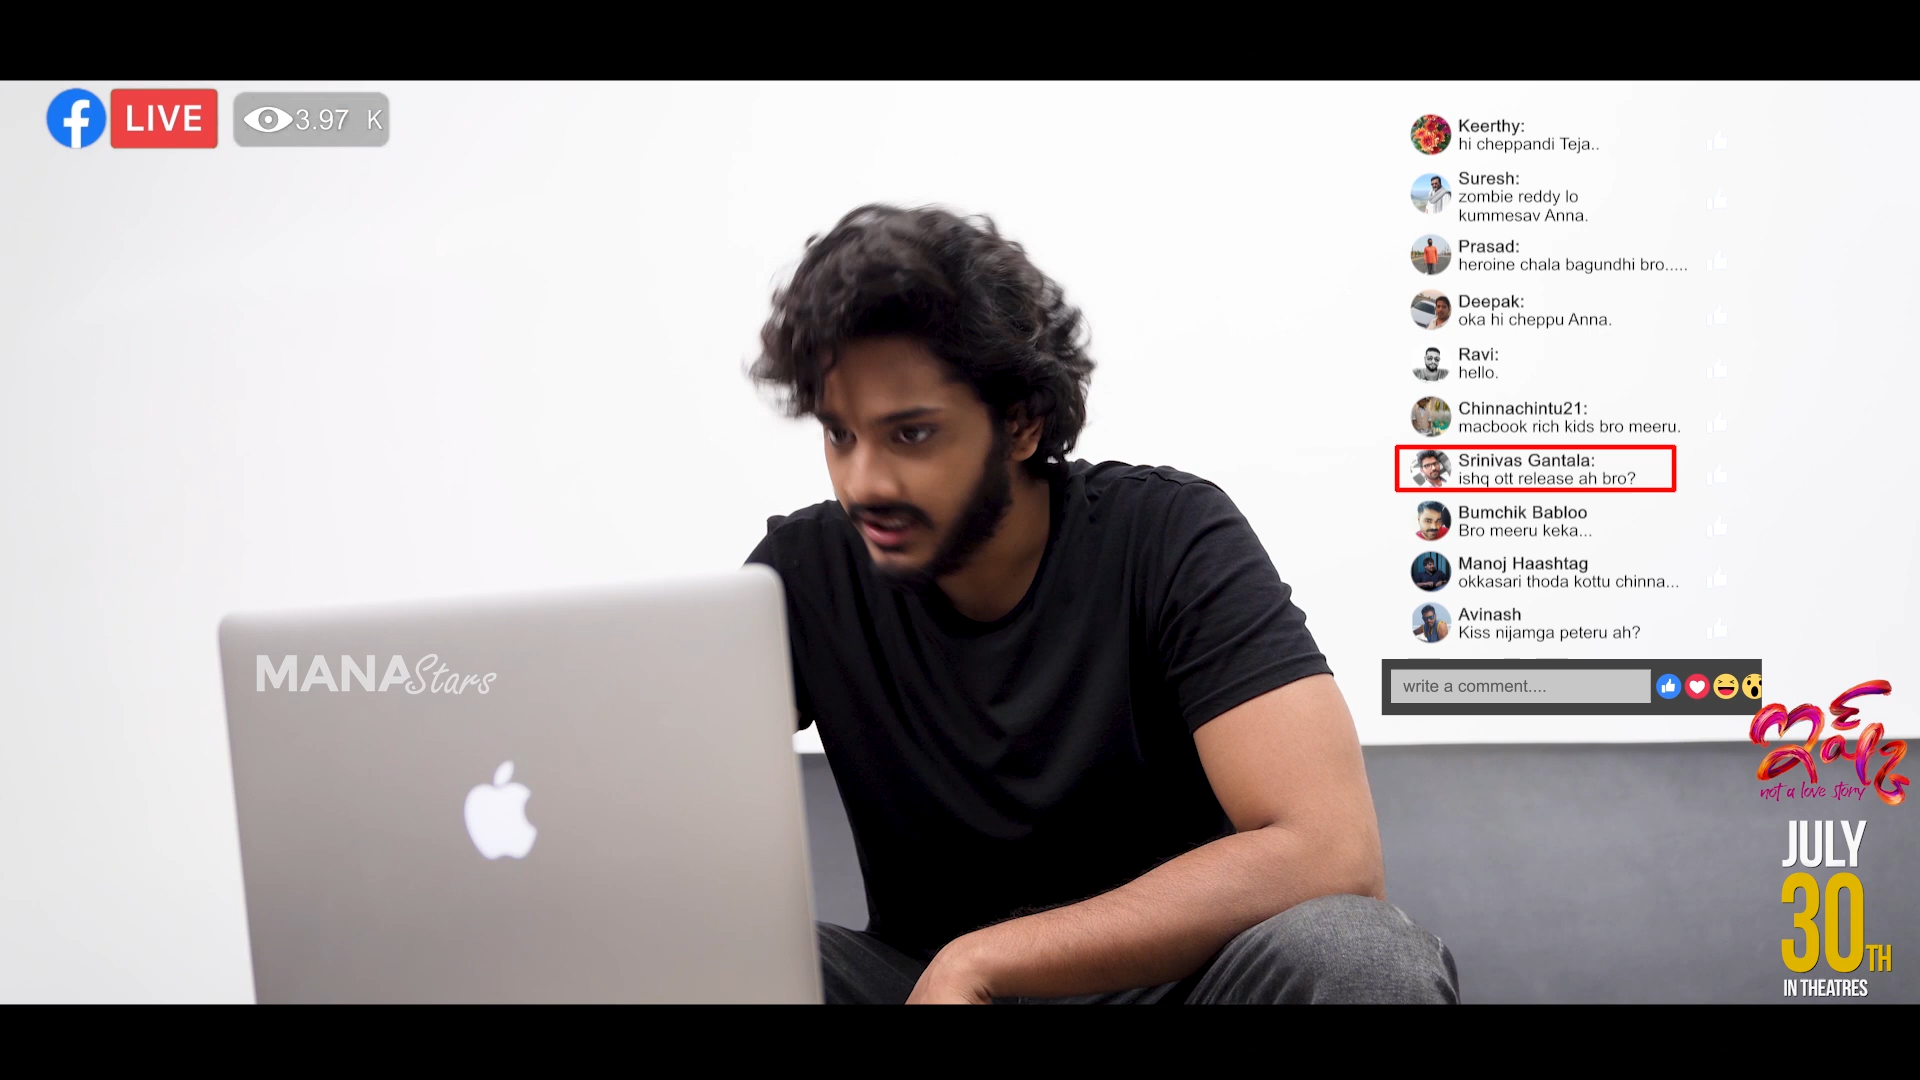 LIVE
3.97 K
Keerthy:
hi cheppandi Teja..
Suresh:
zombie reddy lo
kummesav Anna.
Prasad:
heroine chala bagundhi bro.....
Deepak:
oka hi cheppu Anna.
Ravi:
hello.
Chinnachintu21:
macbook rich kids bro meeru.
Srinivas Gantala:
ishq ott release ah bro?
Bumchik Babloo
Bro meeru keka...
Manoj Haashtag
okkasari thoda kottu chinna...
Avinash
Kiss nijamga peteru ah?
write a comment....
MANA Stars
ఇష్క్
not a love story
JULY
30TH
IN THEATRES